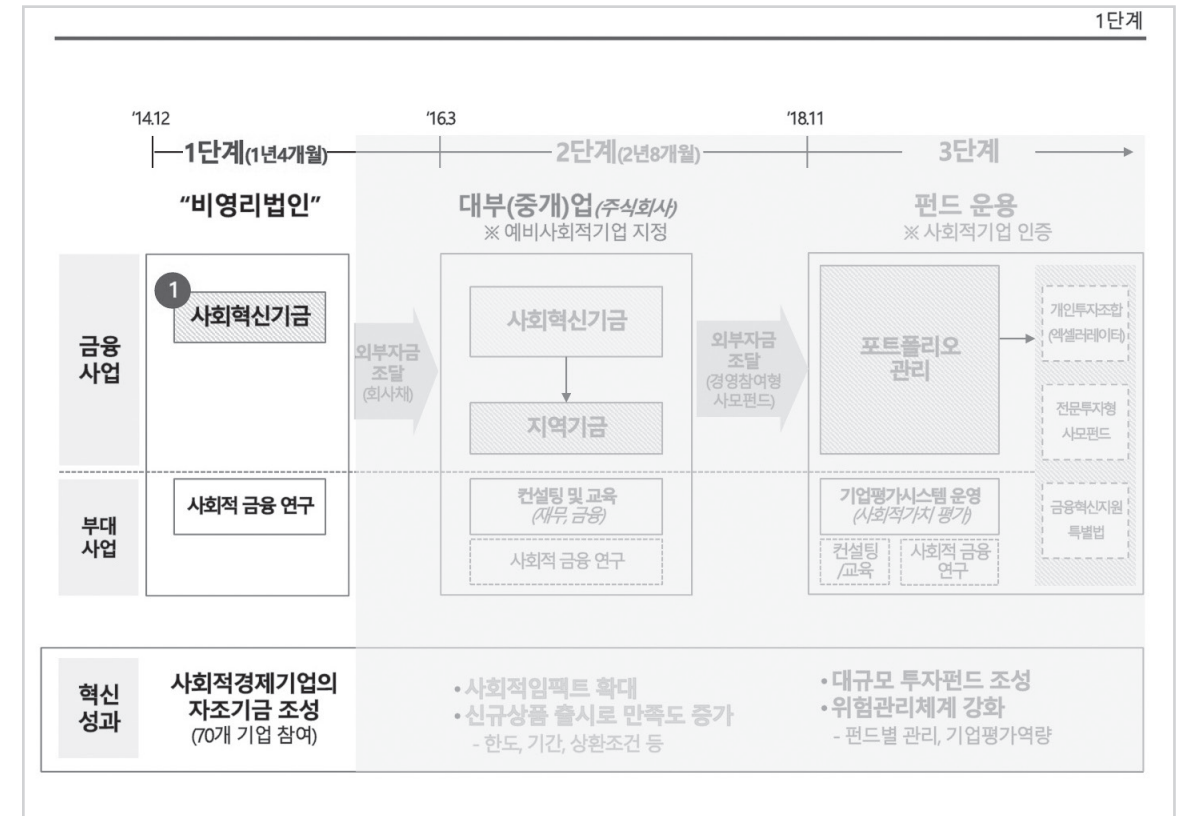 1단계
'14.12
'16.3
'18.11
1단계(1년4개월)
2단계(2년8개월)
3단계
“비영리법인”
대부(중개)업(주식회사)
※ 예비사회적기업 지정
펀드 운용
※ 사회적기업 인증
금융
사업
1
사회혁신기금
외부자금
조달
(회사채)
사회혁신기금
지역기금
외부자금
조달
(경영참여형
사모펀드)
포트폴리오
관리
개인투자조합
(액셀러레이터)
전문투자형
사모펀드
금융혁신지원
특별법
부대
사업
사회적 금융 연구
컨설팅 및 교육
(재무, 금융)
사회적 금융 연구
기업평가시스템 운영
(사회적가치 평가)
컨설팅
/교육
사회적 금융
연구
혁신
성과
사회적경제기업의
자조기금 조성
(70개 기업 참여)
•사회적임팩트 확대
•신규상품 출시로 만족도 증가
- 한도, 기간, 상환조건 등
•대규모 투자펀드 조성
•위험관리체계 강화
- 펀드별 관리, 기업평가역량